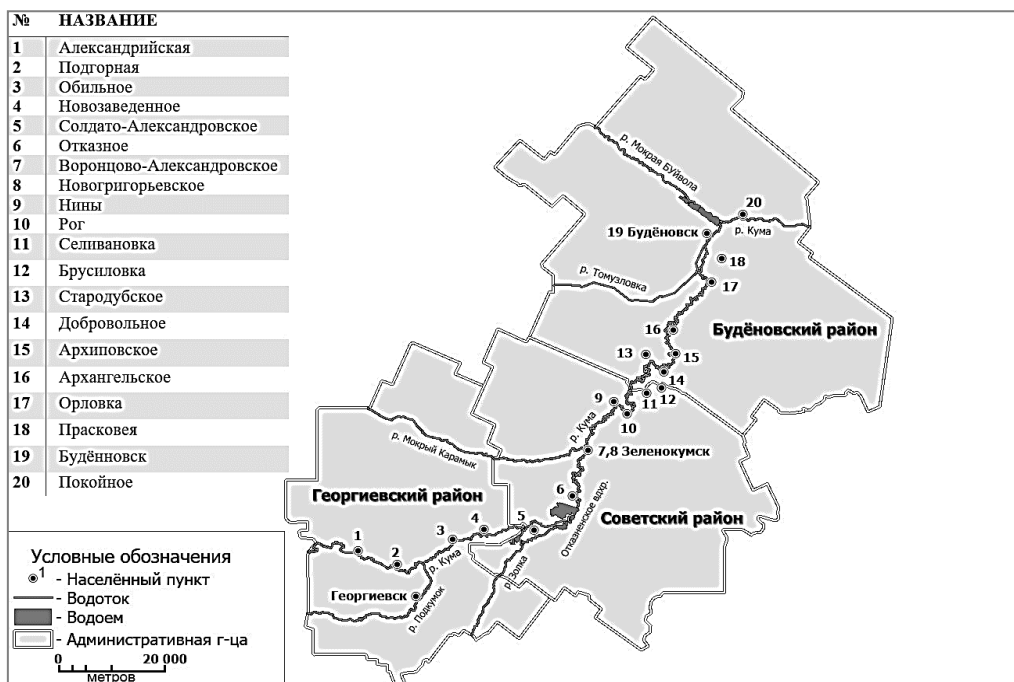 № НАЗВАНИЕ
1 Александрийская
2 Подгорная
3 Обильное
4 Новозаведенное
5 Солдато-Александровское
6 Отказное
7 Воронцово-Александровское
8 Новогригорьевское
9 Нины
10 Рог
11 Селивановка
12 Брусиловка
13 Стародубское
14 Добровольное
15 Архиповское
16 Архангельское
17 Орловка
18 Прасковея
19 Будённовск
20 Покойное
Условные обозначения
1 - Населённый пункт
- Водоток
- Водоем
- Административная г-ца
0 20 000
метров
р. Мокрая Буйвола
20
19 Будёновск
р. Кума
18
р. Томузловка
17
16
Будёновский район
13
15
14
12
11
9
10
р. Кума
р. Мокрый Карамык
7,8 Зеленокумск
Георгиевский район
6
Отказненское вдхр.
Советский район
5
4
3
1
2
р. Кума
р. Золка
Георгиевск
р. Подкумок